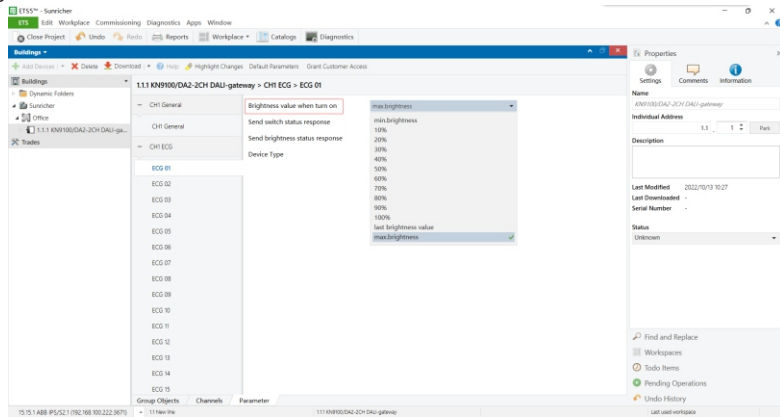 ETS5™ - Sunricher
ETS Edit Workplace Commissioning Diagnostics Apps Window
Close Project Undo Redo Reports Workplace Catalogs Diagnostics
Buildings
Add Devices Delete Download Help Highlight Changes Default Parameters Grant Customer Access
Buildings
Dynamic Folders
Sunricher
Office
1.1.1 KN9100/DA2-2CH DALI-ga...
Trades
1.1.1 KN9100/DA2-2CH DALI-gateway > CH1 ECG > ECG 01
CH1 General
CH1 General
CH1 ECG
ECG 01
ECG 02
ECG 03
ECG 04
ECG 05
ECG 06
ECG 07
ECG 08
ECG 09
ECG 10
ECG 11
ECG 12
ECG 13
ECG 14
ECG 15
Brightness value when turn on
Send switch status response
Send brightness status response
Device Type
max.brightness
min.brightness
10%
20%
30%
40%
50%
60%
70%
80%
90%
100%
last brightness value
max.brightness
Group Objects Channels Parameter
Properties
Settings Comments Information
Name
KN9100/DA2-2CH DALI-gateway
Individual Address
1.1 . 1 Park
Description
Last Modified 2022/10/13 10:27
Last Downloaded -
Serial Number -
Status
Unknown
Find and Replace
Workspaces
Todo Items
Pending Operations
Undo History
15.15.1 ABB IPS/S2.1 (192.168.100.222:3671) 1.1 New line 1.1.1 KN9100/DA2-2CH DALI-gateway Last used workspace